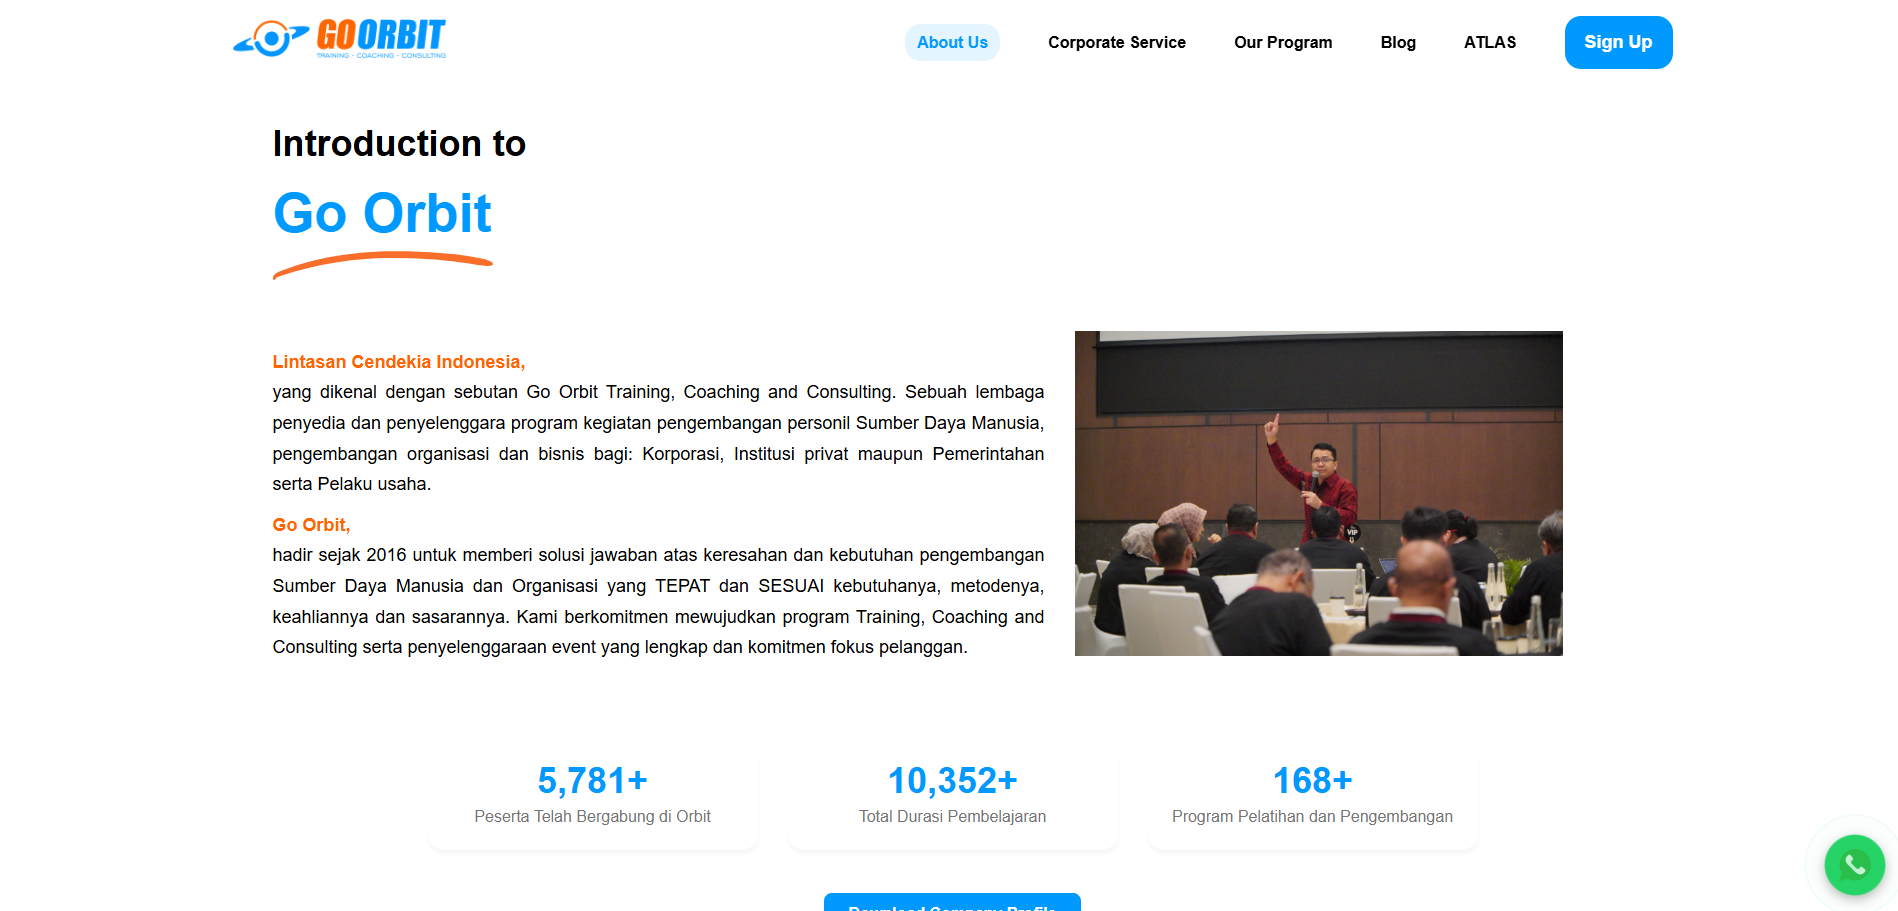 GOORBIT
TRAINING - COACHING - CONSULTING
About Us
Corporate Service
Our Program
Blog
ATLAS
Sign Up
Introduction to
Go Orbit
Lintasan Cendekia Indonesia,
yang dikenal dengan sebutan Go Orbit Training, Coaching and Consulting. Sebuah lembaga
penyedia dan penyelenggara program kegiatan pengembangan personil Sumber Daya Manusia,
pengembangan organisasi dan bisnis bagi: Korporasi, Institusi privat maupun Pemerintahan
serta Pelaku usaha.
Go Orbit,
hadir sejak 2016 untuk memberi solusi jawaban atas keresahan dan kebutuhan pengembangan
Sumber Daya Manusia dan Organisasi yang TEPAT dan SESUAI kebutuhanya, metodenya,
keahliannya dan sasarannya. Kami berkomitmen mewujudkan program Training, Coaching and
Consulting serta penyelenggaraan event yang lengkap dan komitmen fokus pelanggan.
VIP
5,781+
Peserta Telah Bergabung di Orbit
10,352+
Total Durasi Pembelajaran
168+
Program Pelatihan dan Pengembangan
Download Company Profile